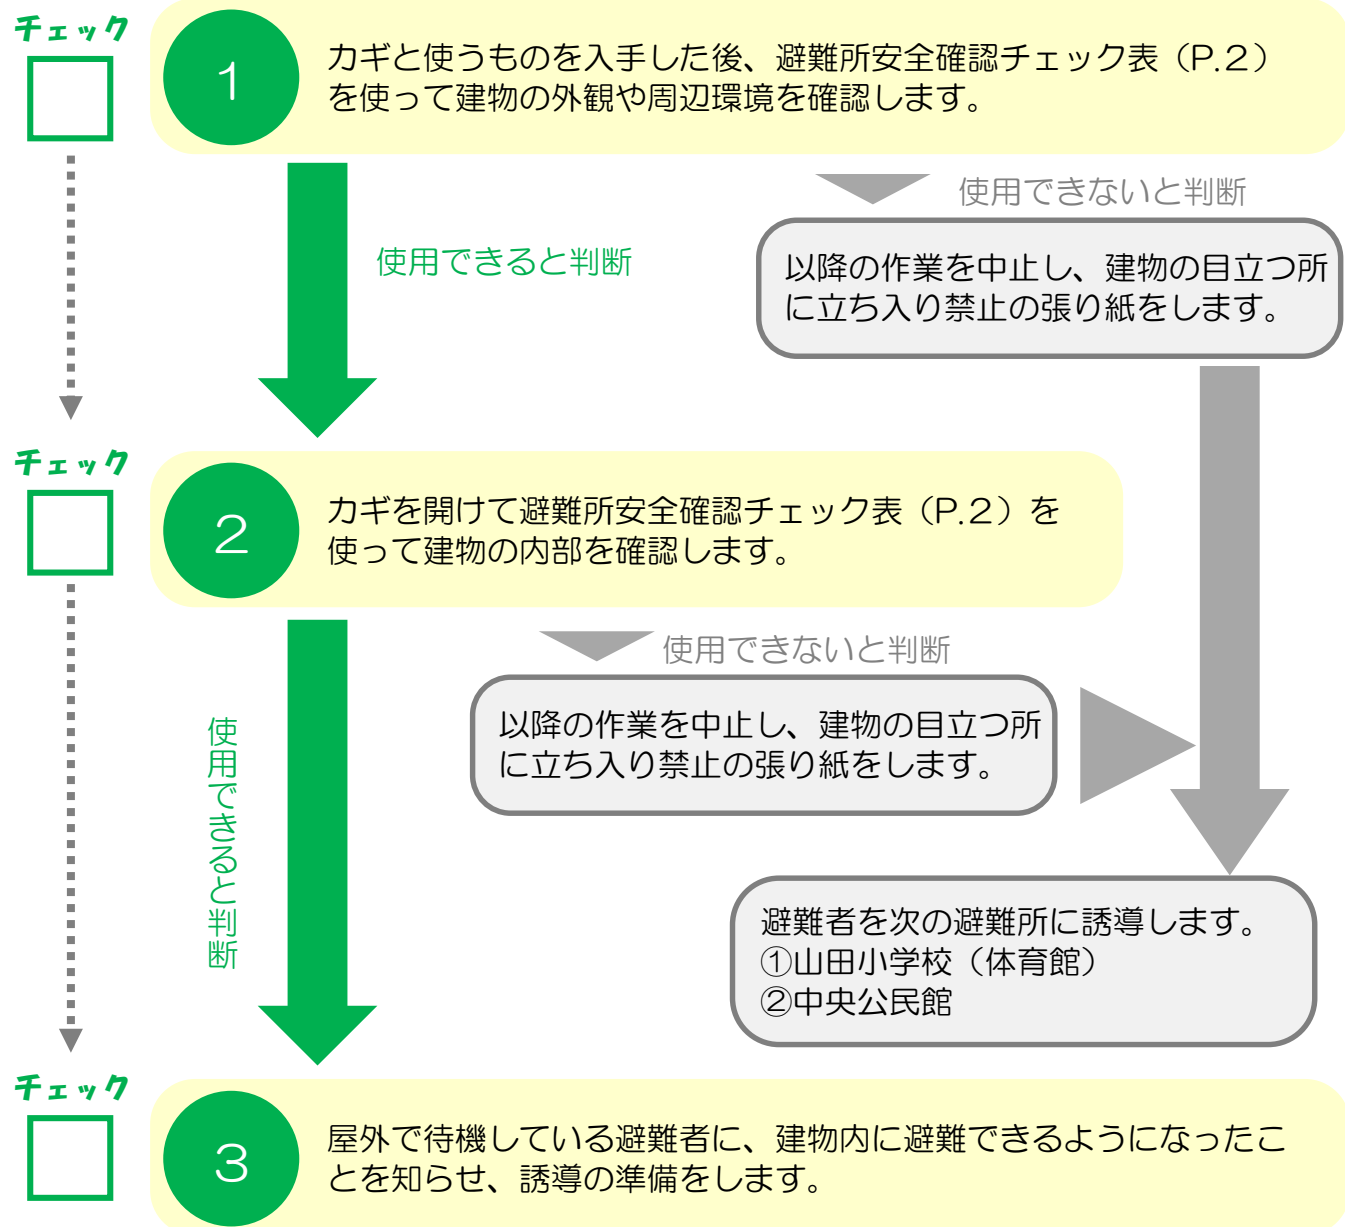 チェック
1
カギと使うものを入手した後、避難所安全確認チェック表（P.２）
を使って建物の外観や周辺環境を確認します。
使用できると判断
使用できないと判断
以降の作業を中止し、建物の目立つ所
に立ち入り禁止の張り紙をします。
チェック
2
カギを開けて避難所安全確認チェック表（P.２）を
使って建物の内部を確認します。
使用できると判断
使用できないと判断
以降の作業を中止し、建物の目立つ所
に立ち入り禁止の張り紙をします。
避難者を次の避難所に誘導します。
①山田小学校（体育館）
②中央公民館
チェック
3
屋外で待機している避難者に、建物内に避難できるようになったこ
とを知らせ、誘導の準備をします。